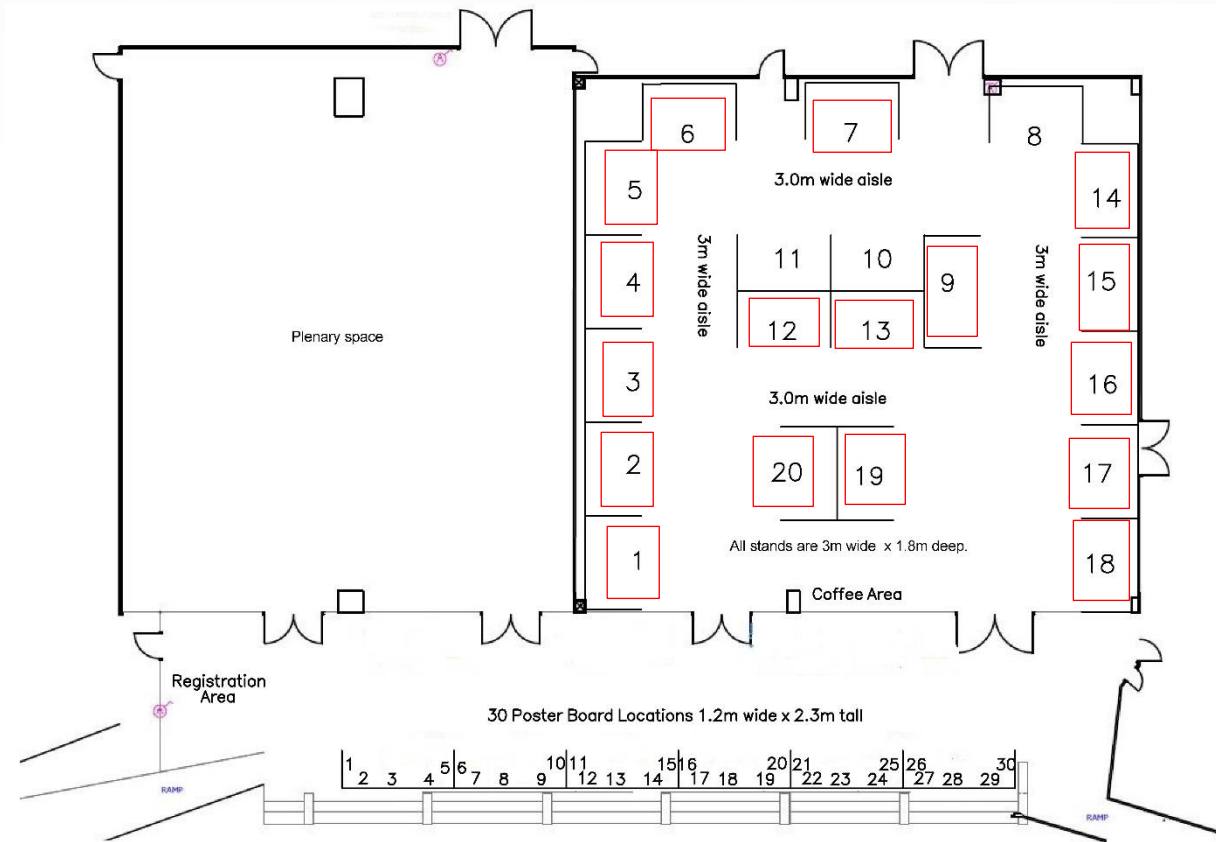 6
7
8
5
3.0m wide aisle
14
3m wide aisle
3m wide aisle
11
10
4
9
15
12
13
Plenary space
3
16
3.0m wide aisle
2
20
19
17
1
All stands are 3m wide x 1.8m deep.
18
Coffee Area
Registration
Area
30 Poster Board Locations 1.2m wide x 2.3m tall
1 2 3 4 5 6 7 8 9 10 11 12 13 14 15 16 17 18 19 20 21 22 23 24 25 26 27 28 29 30
RAMP
RAMP